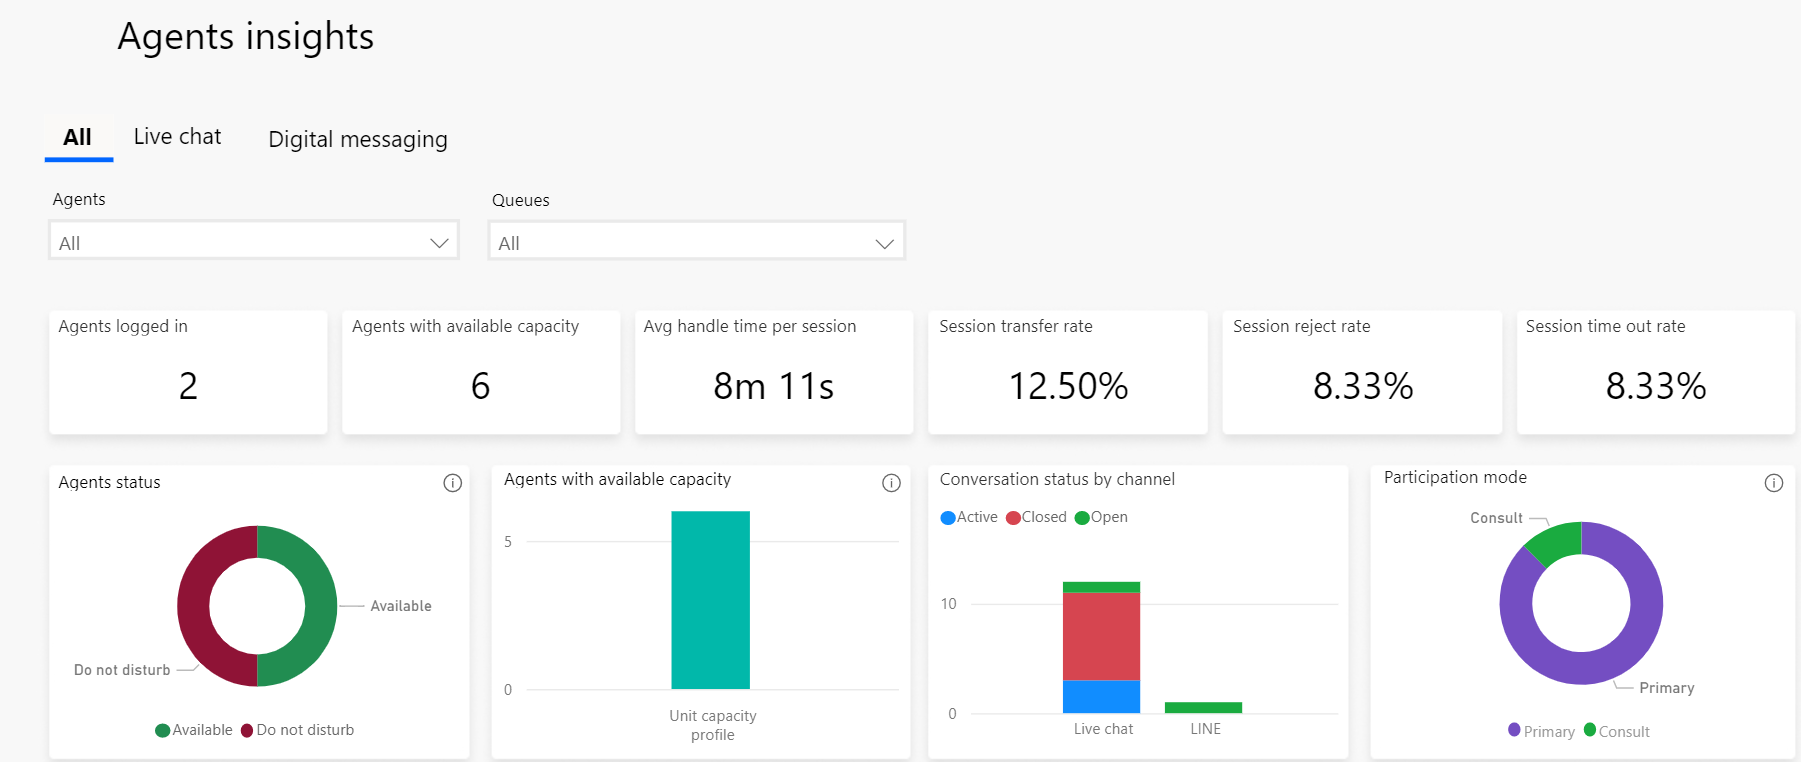 Agents insights
All
Live chat
Digital messaging
Agents
Queues
All
All
Agents logged in
2
Agents with available capacity
6
Avg handle time per session
8m 11s
Session transfer rate
12.50%
Session reject rate
8.33%
Session time out rate
8.33%
Agents status
Available
Do not disturb
Available
Do not disturb
Agents with available capacity
5
0
Unit capacity
profile
Conversation status by channel
Active
Closed
Open
10
0
Live chat
LINE
Participation mode
Consult
Primary
Primary
Consult